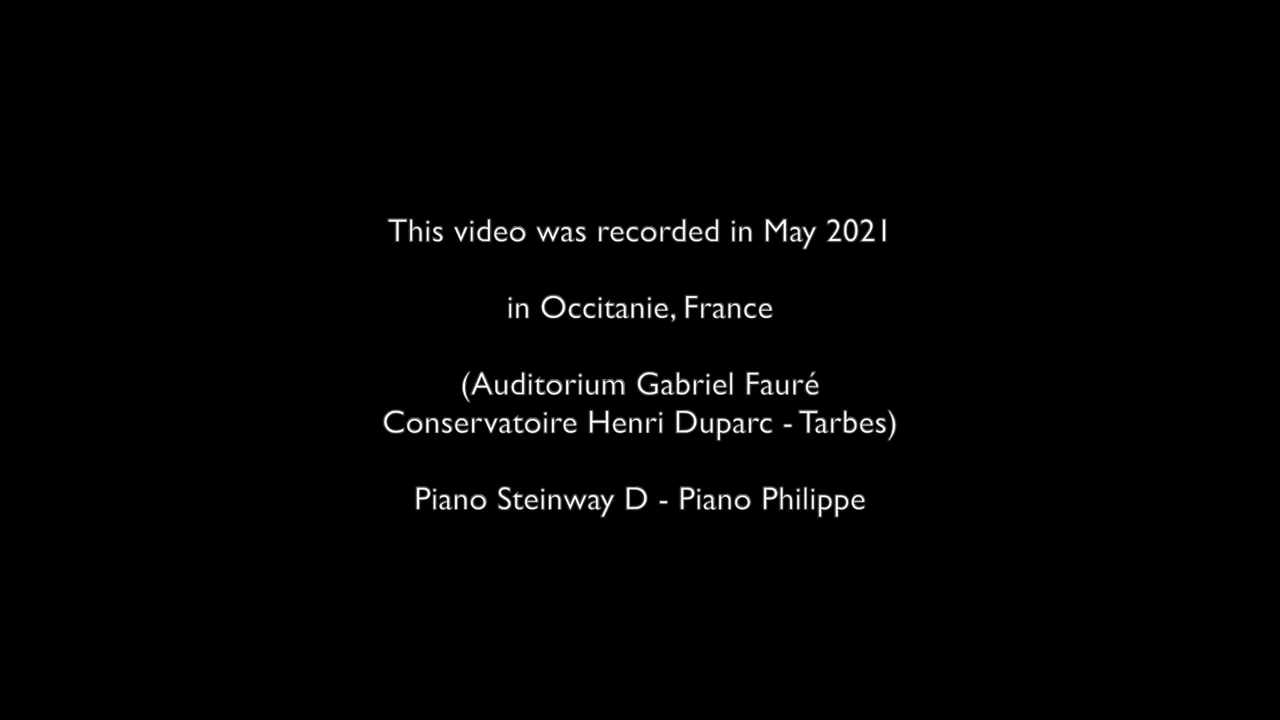 This video was recorded in May 2021
in Occitanie, France
(Auditorium Gabriel Fauré
Conservatoire Henri Duparc - Tarbes)
Piano Steinway D - Piano Philippe